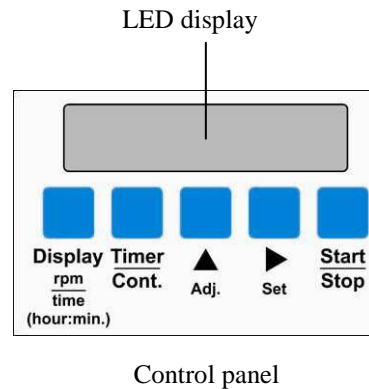 LED display
Display Timer Start
rpm Cont. Adj. Set Stop
time
(hour:min.)
Control panel